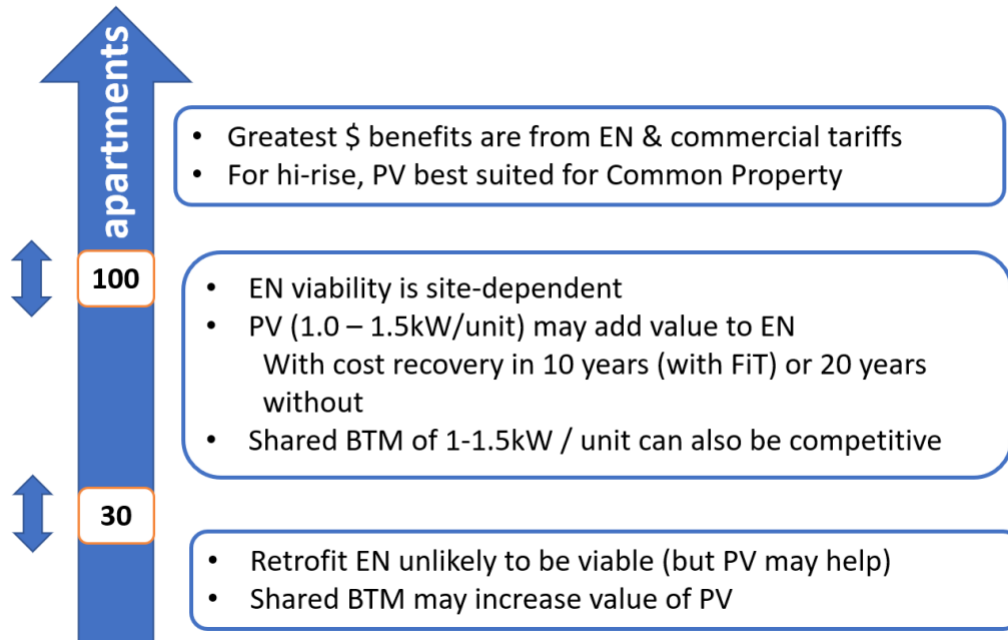 apartments
• Greatest $ benefits are from EN & commercial tariffs
• For hi-rise, PV best suited for Common Property
100
• EN viability is site-dependent
• PV (1.0 – 1.5kW/unit) may add value to EN
With cost recovery in 10 years (with FiT) or 20 years
without
• Shared BTM of 1-1.5kW / unit can also be competitive
30
• Retrofit EN unlikely to be viable (but PV may help)
• Shared BTM may increase value of PV